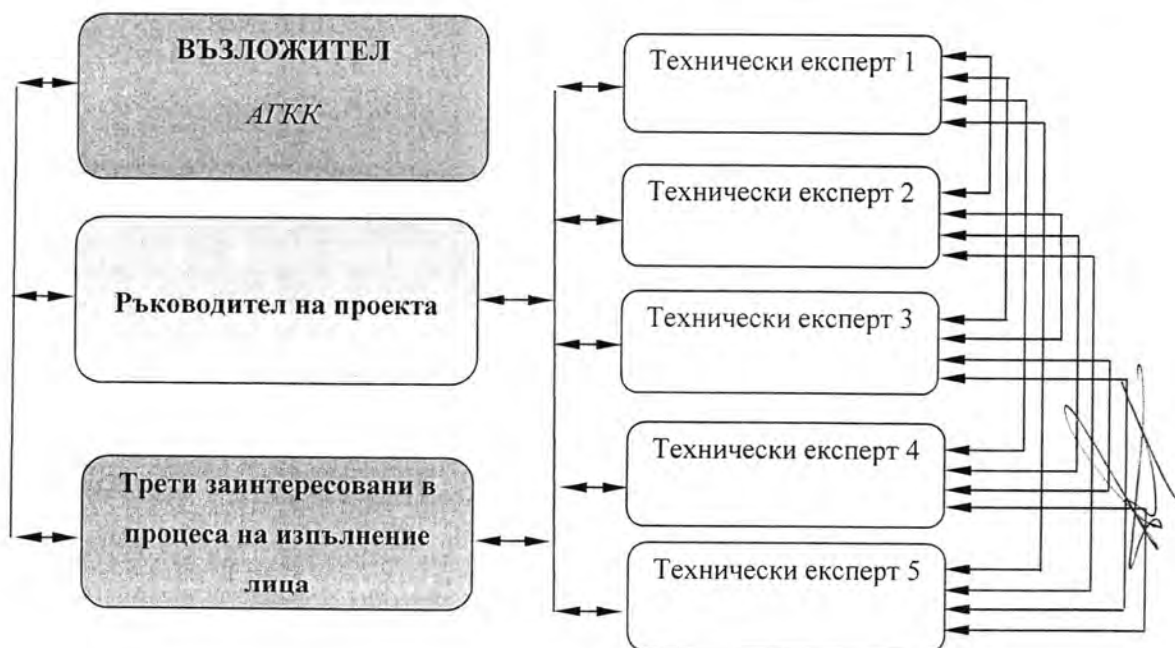 ВЪЗЛОЖИТЕЛ
АГКК
Ръководител на проекта
Трети заинтересовани в
процеса на изпълнение
лица
Технически експерт 1
Технически експерт 2
Технически експерт 3
Технически експерт 4
Технически експерт 5